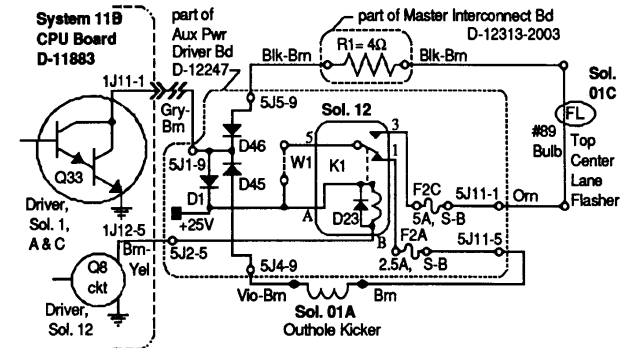 System 11B
CPU Board
D-11883
part of
Aux Pwr
Driver Bd
D-12247
part of Master Interconnect Bd
D-12313-2003
R1= 4Ω
Blk-Brn
Blk-Brn
1J11-1
Gry-
Brn
5J5-9
Sol. 12
Sol.
01C
FL
#89
Bulb
Top
Center
Lane
Flasher
Q33
5J1-9
D46
D45
D1
W1
5
K1
3
1
+25V
A
D23
B
F2C
5A, S-B
5J11-1
Orn
Driver,
Sol. 1,
A & C
1J12-5
Brn-
Yel
5J2-5
F2A
2.5A, S-B
5J11-5
Q8
ckt
Driver,
Sol. 12
5J4-9
Vio-Brn
Brn
Sol. 01A
Outhole Kicker